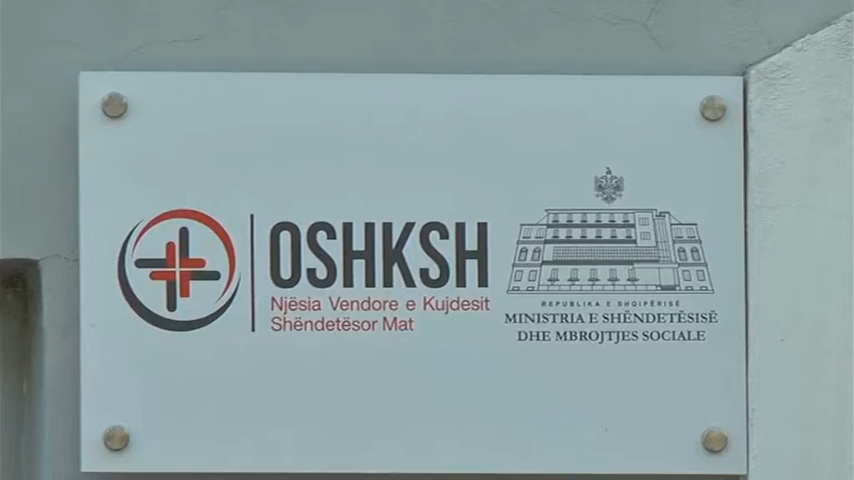 OSHKSH
Njësia Vendore e Kujdesit
Shëndetësor Mat
REPUBLIKA E SHQIPËRISË
MINISTRIA E SHËNDETËSISË
DHE MBROJTJES SOCIALE